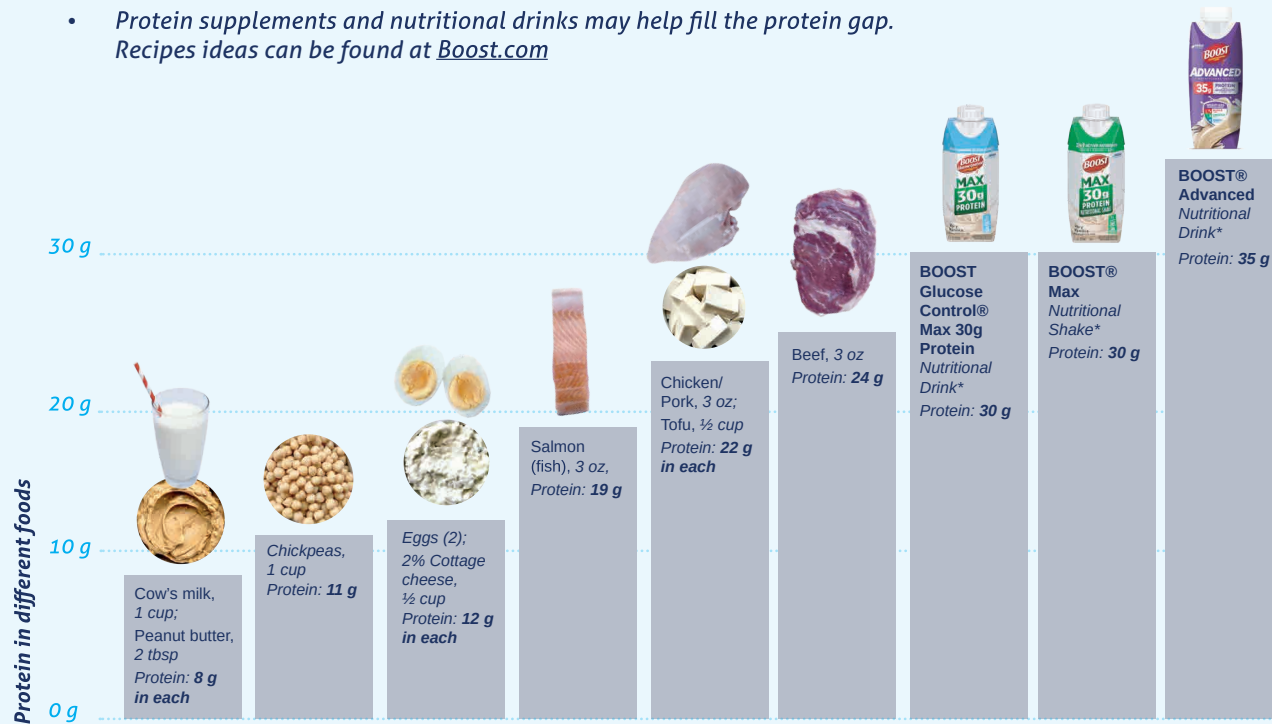 • Protein supplements and nutritional drinks may help fill the protein gap.
Recipes ideas can be found at Boost.com
Protein in different foods
30 g
20 g
10 g
0 g
Cow's milk,
1 cup;
Peanut butter,
2 tbsp
Protein: 8 g
in each
Chickpeas,
1 cup
Protein: 11 g
Eggs (2);
2% Cottage
cheese,
½ cup
Protein: 12 g
in each
Salmon
(fish), 3 oz,
Protein: 19 g
Chicken/
Pork, 3 oz;
Tofu, ½ cup
Protein: 22 g
in each
Beef, 3 oz
Protein: 24 g
BOOST
MAX
30g
PROTEIN
BOOST
Glucose
Control®
Max 30g
Protein
Nutritional
Drink*
Protein: 30 g
BOOST
MAX
30g
PROTEIN
NUTRITIONAL SHAKE
BOOST®
Max
Nutritional
Shake*
Protein: 30 g
BOOST
ADVANCED
35g
BOOST®
Advanced
Nutritional
Drink*
Protein: 35 g